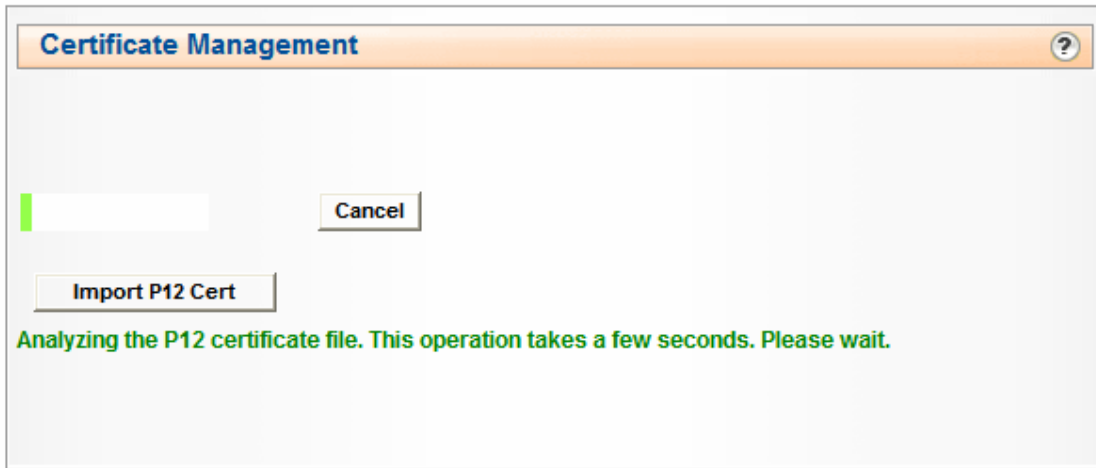 Certificate Management
?
Cancel
Import P12 Cert
Analyzing the P12 certificate file. This operation takes a few seconds. Please wait.